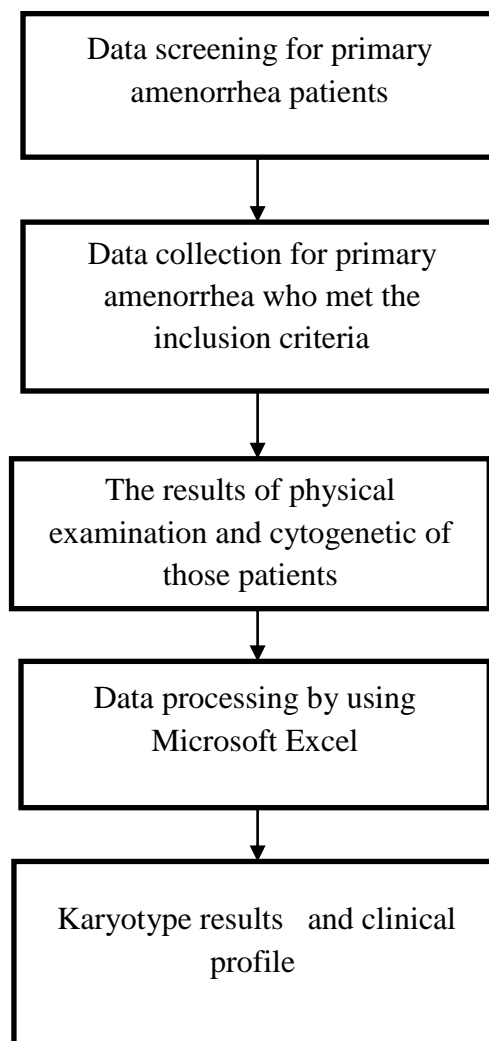 Data screening for primary
amenorrhea patients
Data collection for primary
amenorrhea who met the
inclusion criteria
The results of physical
examination and cytogenetic of
those patients
Data processing by using
Microsoft Excel
Karyotype results and clinical
profile